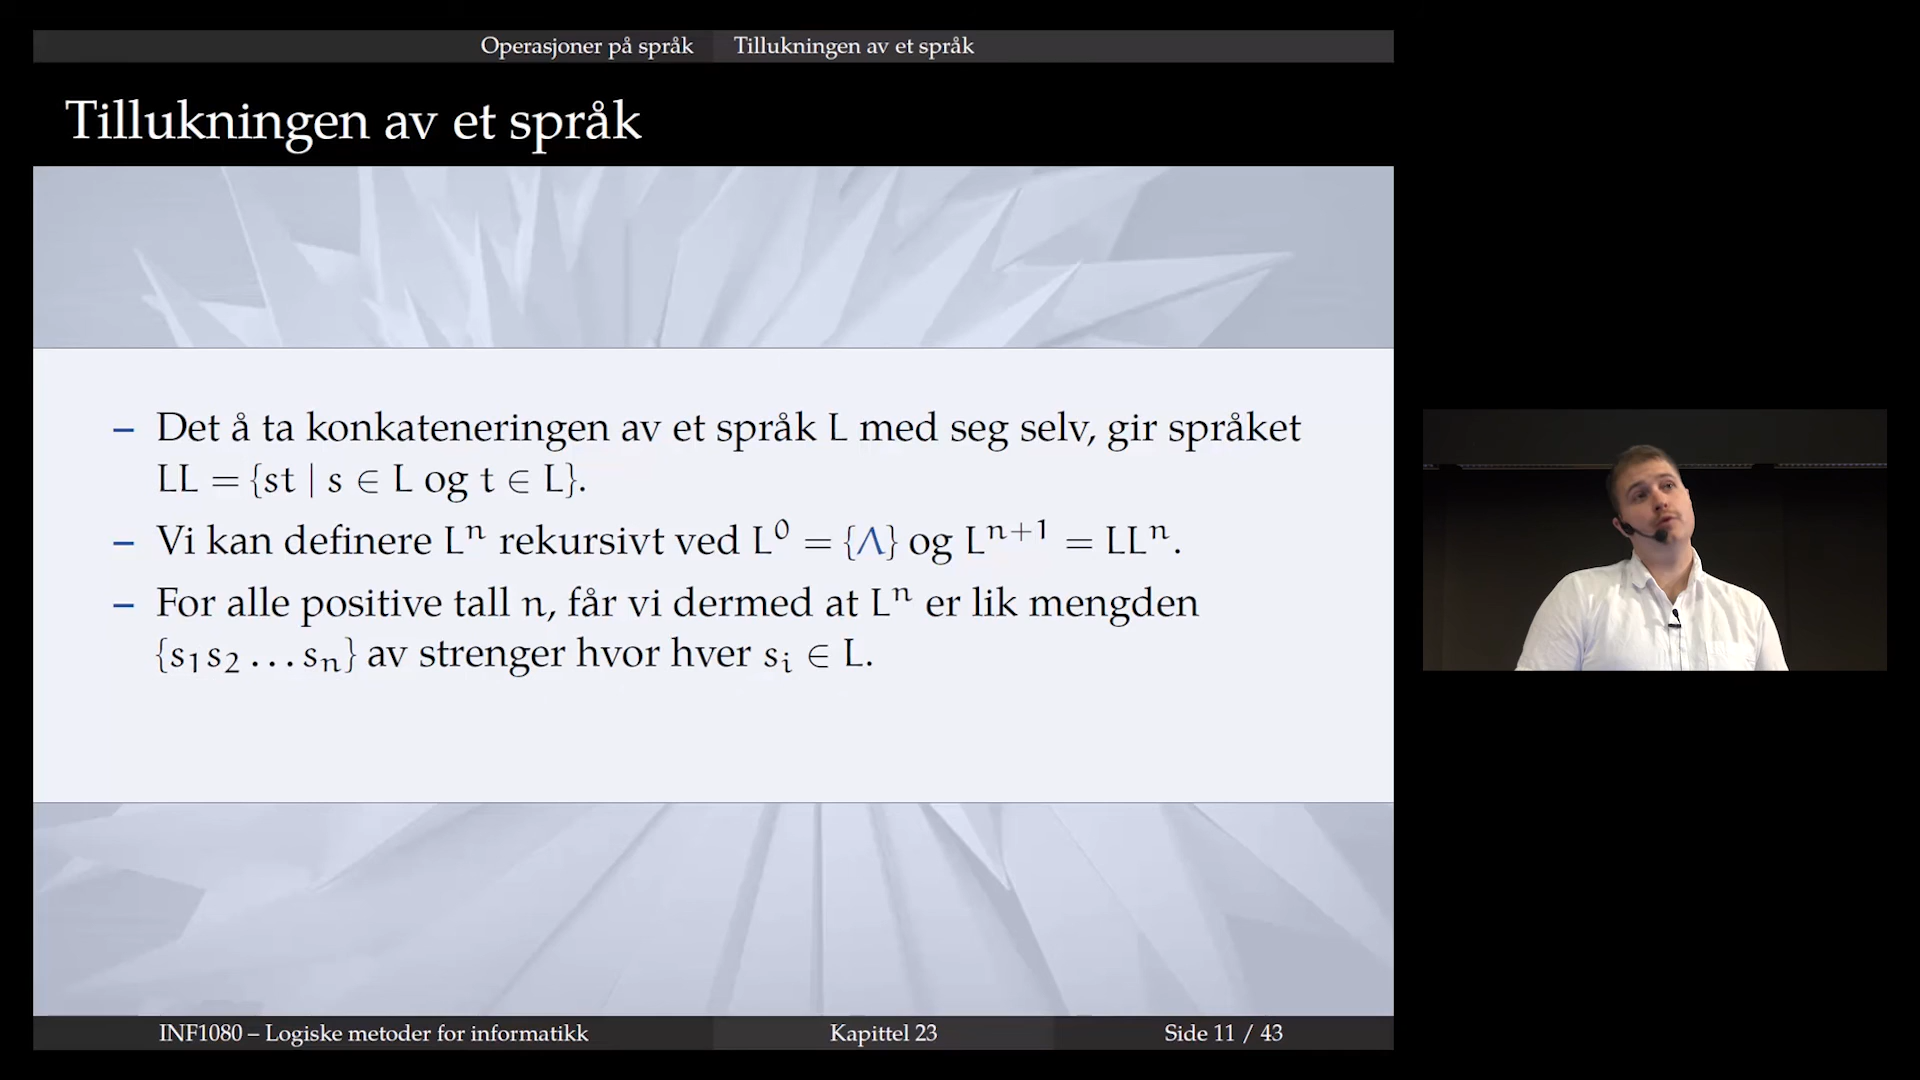 Operasjoner på språk Tillukningen av et språk
Tillukningen av et språk
– Det å ta konkateneringen av et språk L med seg selv, gir språket
LL = {st | s ∈ L og t ∈ L}.
– Vi kan definere Lⁿ rekursivt ved L⁰ = {Λ} og Lⁿ⁺¹ = LLⁿ.
– For alle positive tall n, får vi dermed at Lⁿ er lik mengden
{s₁s₂ … sₙ} av strenger hvor hver sᵢ ∈ L.
INF1080 – Logiske metoder for informatikk Kapittel 23 Side 11 / 43